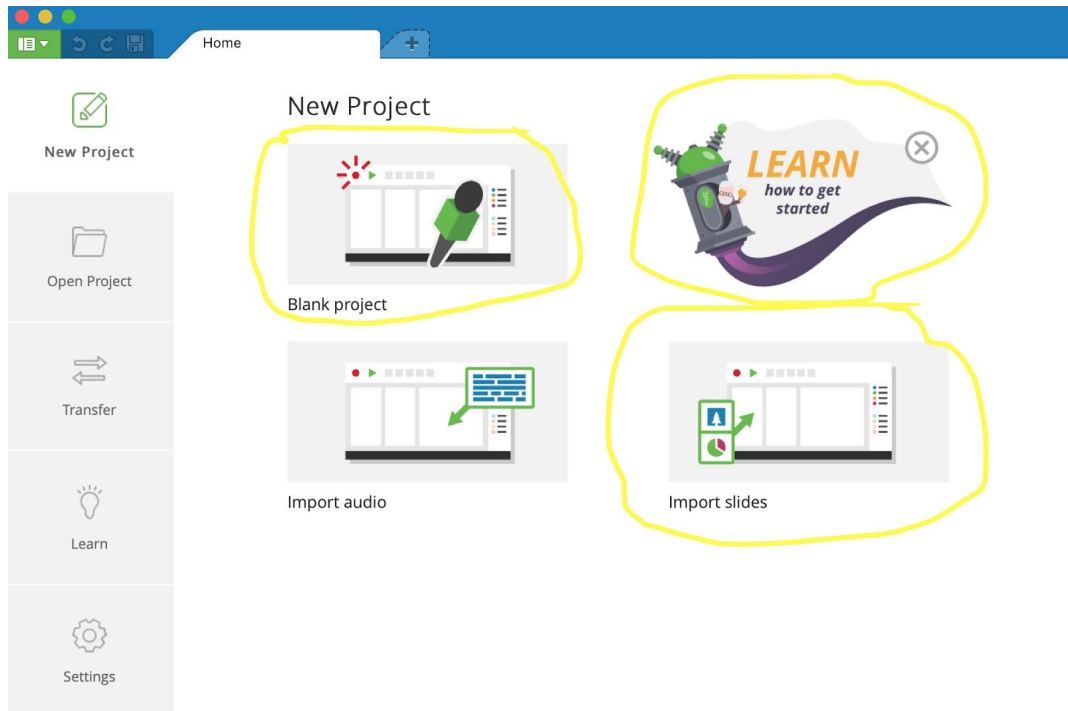 Home
New Project
New Project
LEARN
how to get
started
Blank project
Open Project
Transfer
Import audio
Import slides
Learn
Settings